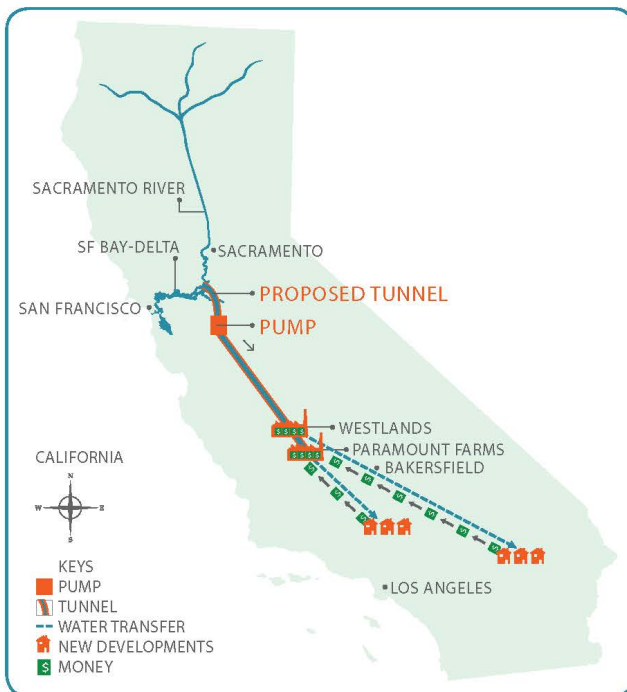 SACRAMENTO RIVER
SF BAY-DELTA
SACRAMENTO
PROPOSED TUNNEL
SAN FRANCISCO
PUMP
$ $ $ $
WESTLANDS
$ $ $ $
PARAMOUNT FARMS
BAKERSFIELD
CALIFORNIA
N
W
E
S
$
$
$
$
$
$
$
$
$
LOS ANGELES
KEYS
PUMP
TUNNEL
WATER TRANSFER
NEW DEVELOPMENTS
$ MONEY